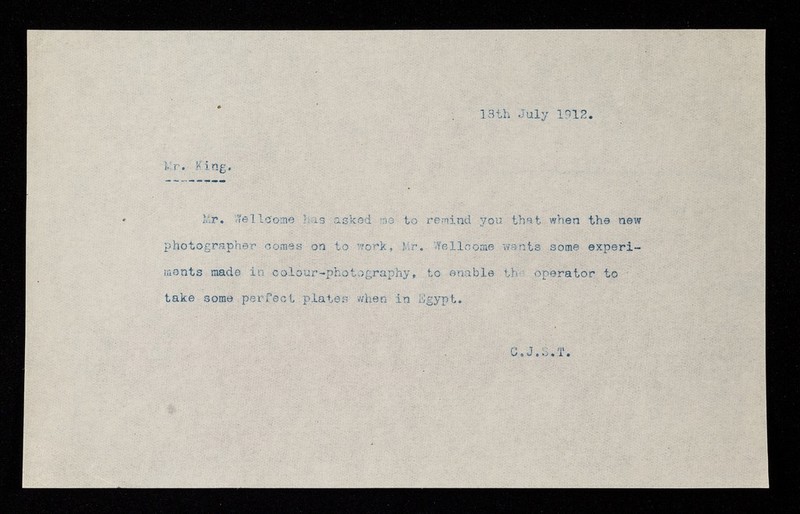 18th July 1912.
Mr. King.
Mr. Wellcome has asked me to remind you that when the new
photographer comes on to work, Mr. Wellcome wants some experi-
ments made in colour-photography, to enable the operator to
take some perfect plates when in Egypt.
C.J.S.T.